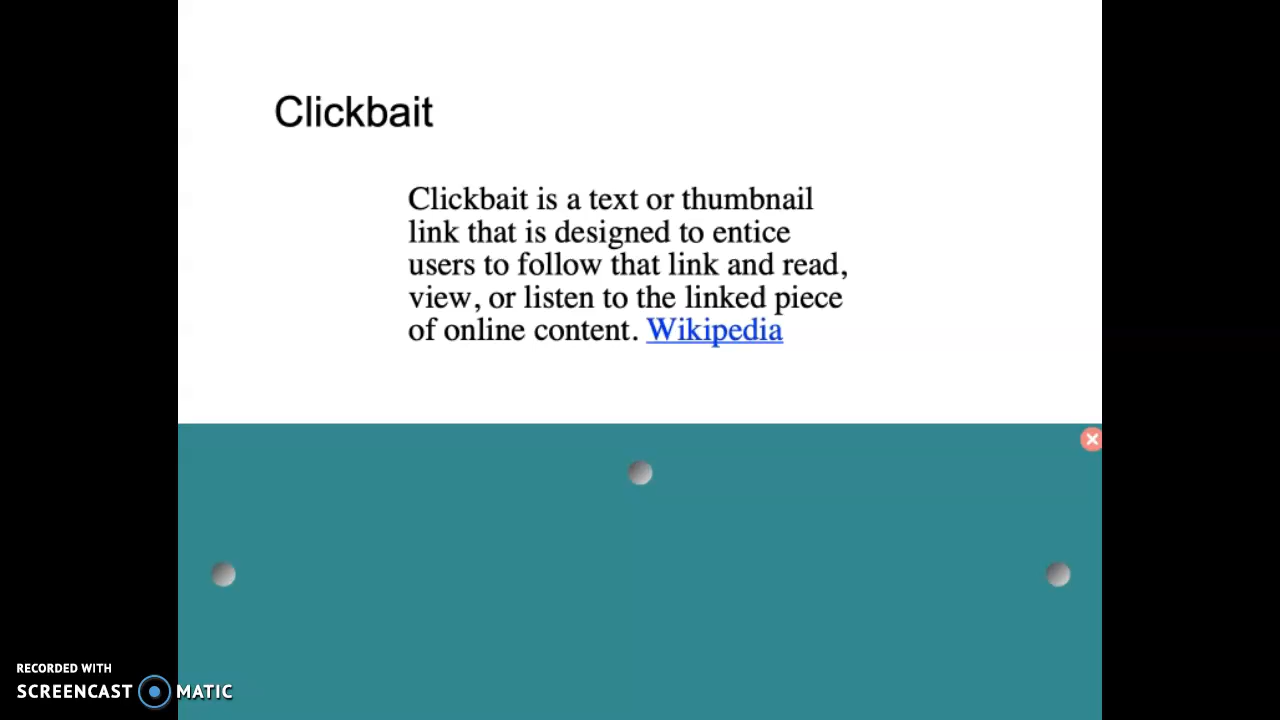 Clickbait
Clickbait is a text or thumbnail
link that is designed to entice
users to follow that link and read,
view, or listen to the linked piece
of online content. Wikipedia
RECORDED WITH
SCREENCAST MATIC